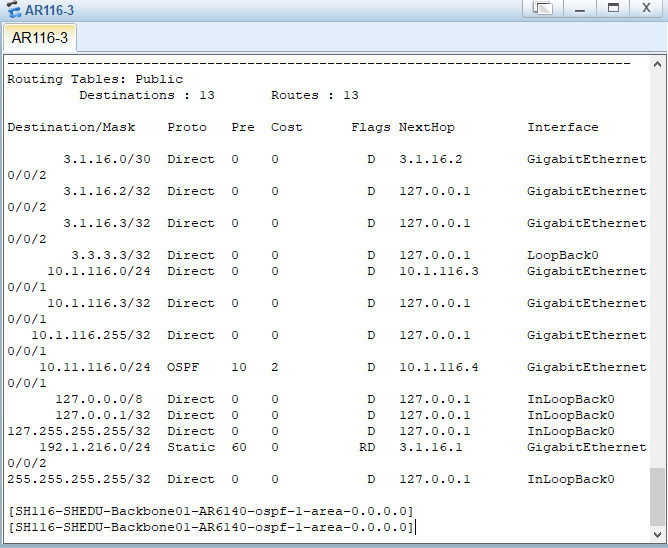 AR116-3
AR116-3
------------------------------------------------------------------------------
Routing Tables: Public
         Destinations : 13       Routes : 13

Destination/Mask    Proto   Pre  Cost      Flags NextHop         Interface

       3.1.16.0/30  Direct  0    0           D   3.1.16.2        GigabitEthernet
0/0/2
       3.1.16.2/32  Direct  0    0           D   127.0.0.1       GigabitEthernet
0/0/2
       3.1.16.3/32  Direct  0    0           D   127.0.0.1       GigabitEthernet
0/0/2
        3.3.3.3/32  Direct  0    0           D   127.0.0.1       LoopBack0
     10.1.116.0/24  Direct  0    0           D   10.1.116.3      GigabitEthernet
0/0/1
     10.1.116.3/32  Direct  0    0           D   127.0.0.1       GigabitEthernet
0/0/1
   10.1.116.255/32  Direct  0    0           D   127.0.0.1       GigabitEthernet
0/0/1
    10.11.116.0/24  OSPF    10   2           D   10.1.116.4      GigabitEthernet
0/0/1
      127.0.0.0/8   Direct  0    0           D   127.0.0.1       InLoopBack0
      127.0.0.1/32  Direct  0    0           D   127.0.0.1       InLoopBack0
127.255.255.255/32  Direct  0    0           D   127.0.0.1       InLoopBack0
    192.1.216.0/24  Static  60   0          RD   3.1.16.1        GigabitEthernet
0/0/2
255.255.255.255/32  Direct  0    0           D   127.0.0.1       InLoopBack0

[SH116-SHEDU-Backbone01-AR6140-ospf-1-area-0.0.0.0]
[SH116-SHEDU-Backbone01-AR6140-ospf-1-area-0.0.0.0]